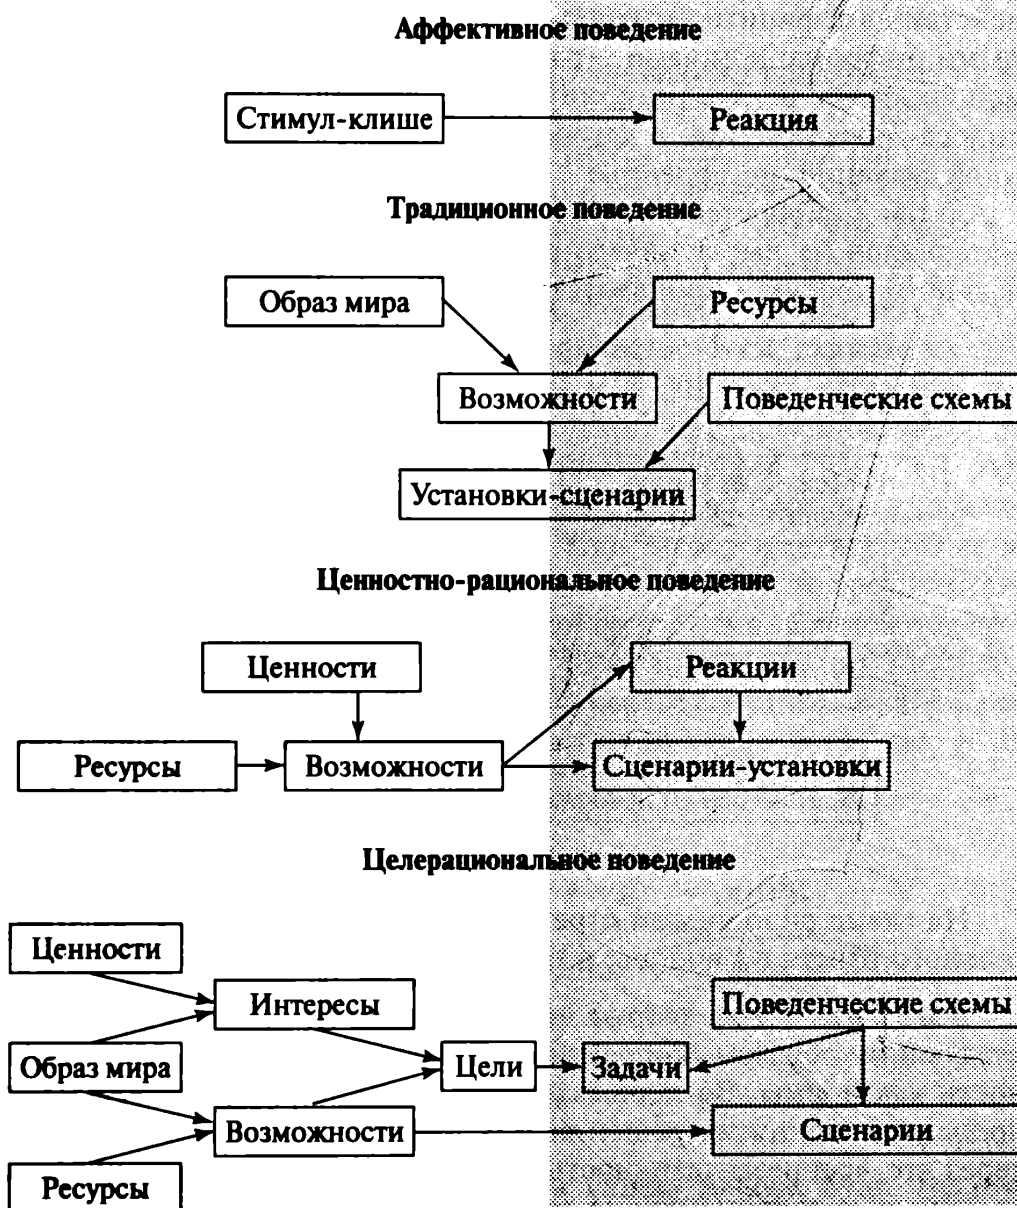 Аффективное поведение
Стимул-клише
Реакция
Традиционное поведение
Образ мира
Ресурсы
Возможности
Поведенческие схемы
Установки-сценарии
Ценностно-рациональное поведение
Ценности
Реакции
Ресурсы
Возможности
Сценарии-установки
Целерациональное поведение
Ценности
Интересы
Поведенческие схемы
Образ мира
Цели
Задачи
Возможности
Сценарии
Ресурсы